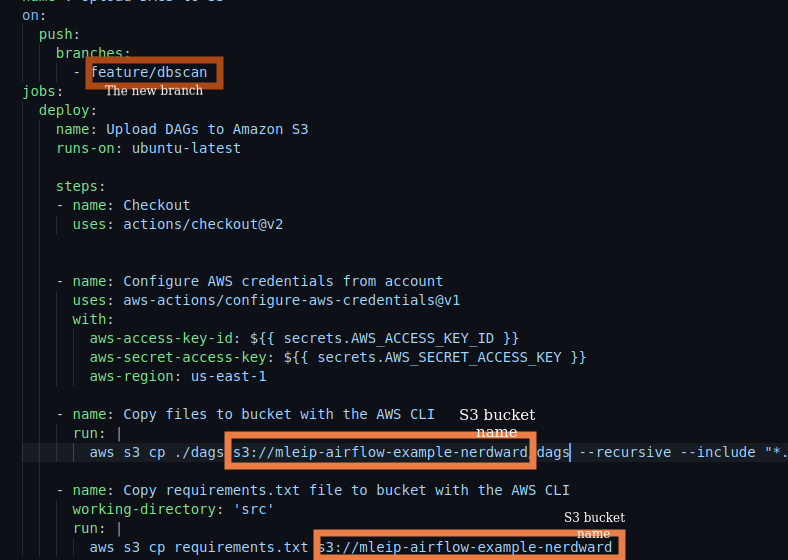 on:
push:
branches:
- feature/dbscan
The new branch
jobs:
deploy:
name: Upload DAGs to Amazon S3
runs-on: ubuntu-latest
steps:
- name: Checkout
uses: actions/checkout@v2
- name: Configure AWS credentials from account
uses: aws-actions/configure-aws-credentials@v1
with:
aws-access-key-id: ${{ secrets.AWS_ACCESS_KEY_ID }}
aws-secret-access-key: ${{ secrets.AWS_SECRET_ACCESS_KEY }}
aws-region: us-east-1
- name: Copy files to bucket with the AWS CLI
S3 bucket
name
run: |
aws s3 cp ./dags s3://mleip-airflow-example-nerdward/dags --recursive --include "*.
- name: Copy requirements.txt file to bucket with the AWS CLI
working-directory: 'src'
S3 bucket
name
run: |
aws s3 cp requirements.txt s3://mleip-airflow-example-nerdward